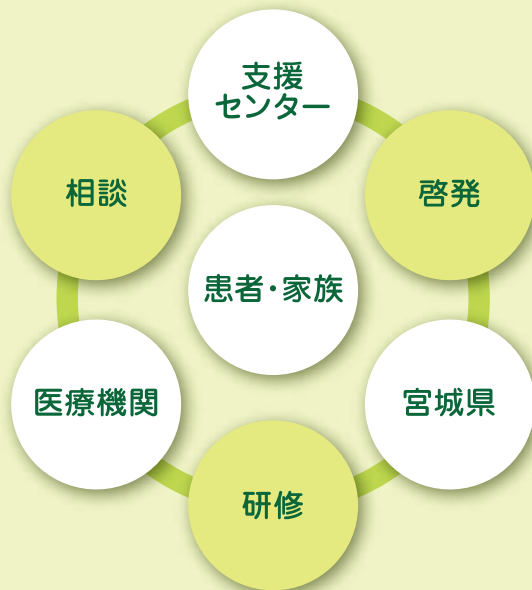 支援
センター
相談
啓発
患者・家族
医療機関
宮城県
研修